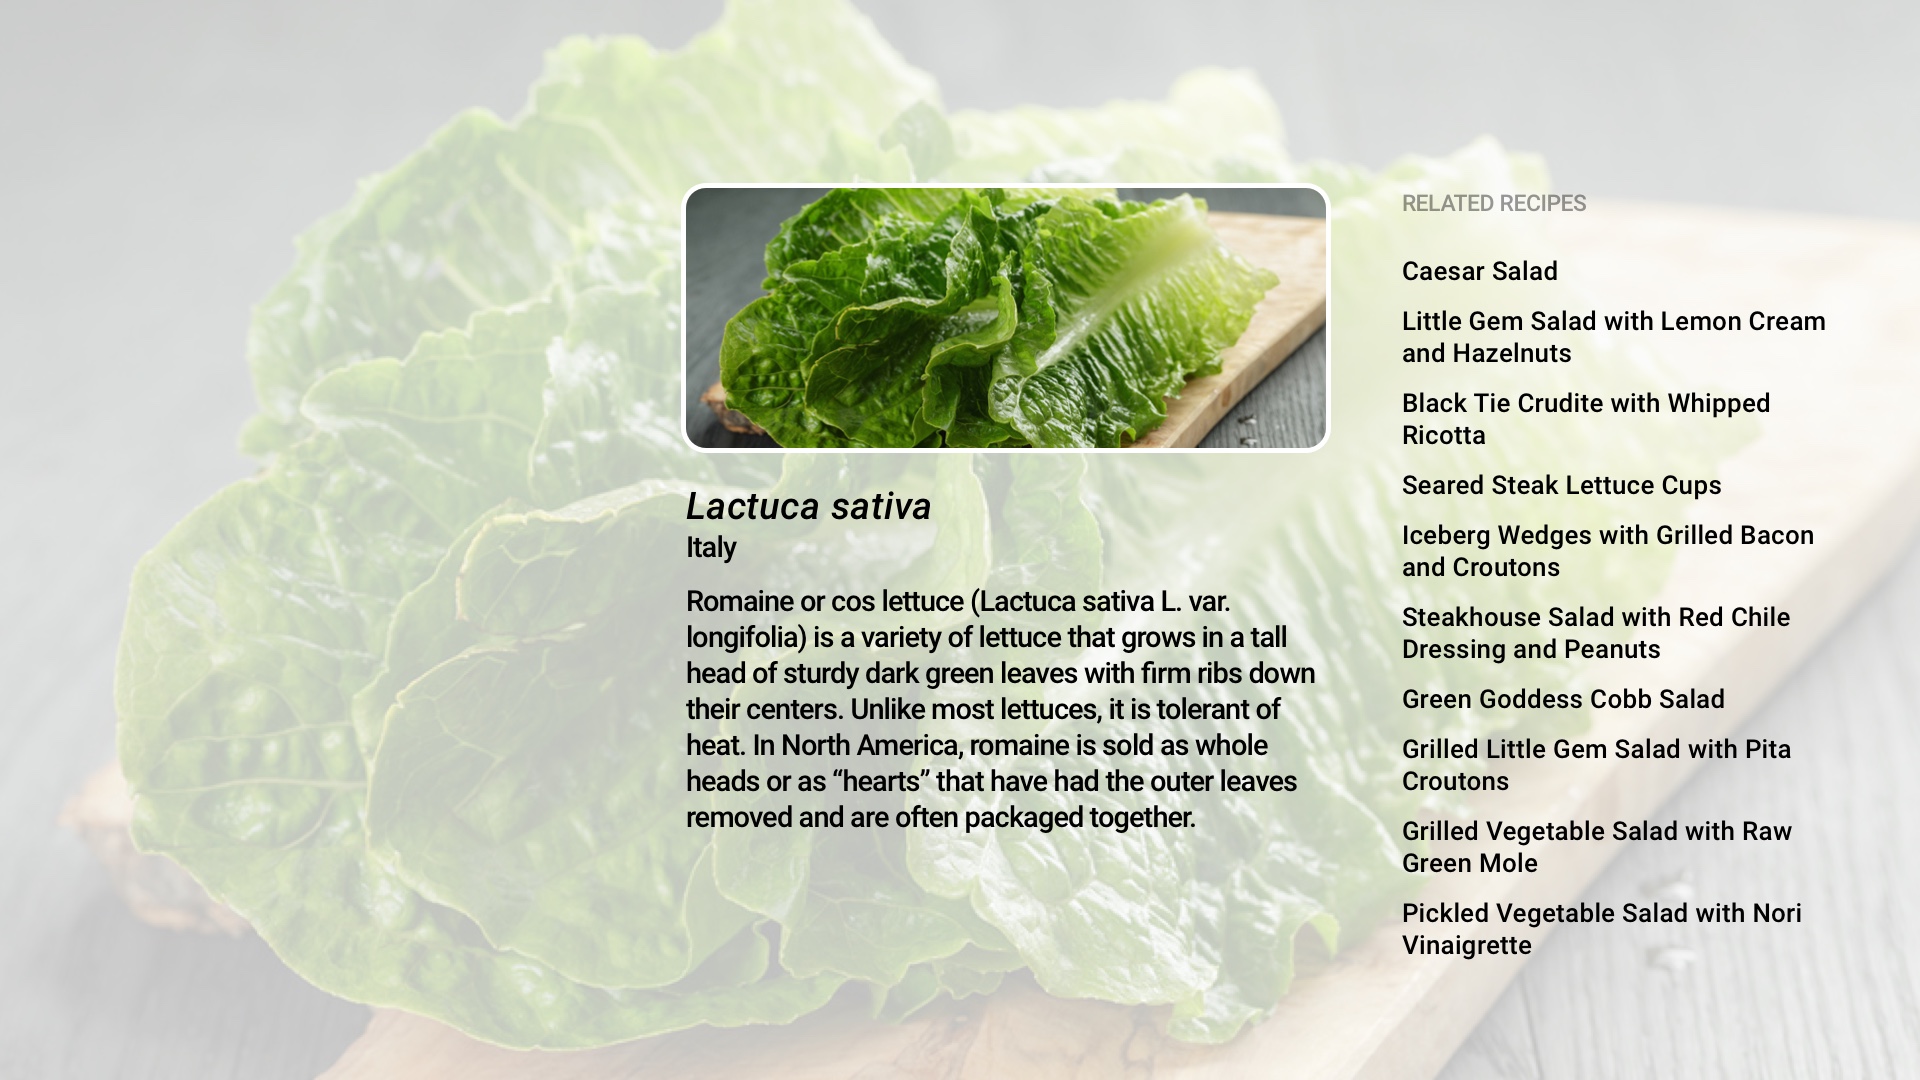 Lactuca sativa
Italy
Romaine or cos lettuce (Lactuca sativa L. var.
longifolia) is a variety of lettuce that grows in a tall
head of sturdy dark green leaves with firm ribs down
their centers. Unlike most lettuces, it is tolerant of
heat. In North America, romaine is sold as whole
heads or as “hearts” that have had the outer leaves
removed and are often packaged together.
RELATED RECIPES
Caesar Salad
Little Gem Salad with Lemon Cream
and Hazelnuts
Black Tie Crudite with Whipped
Ricotta
Seared Steak Lettuce Cups
Iceberg Wedges with Grilled Bacon
and Croutons
Steakhouse Salad with Red Chile
Dressing and Peanuts
Green Goddess Cobb Salad
Grilled Little Gem Salad with Pita
Croutons
Grilled Vegetable Salad with Raw
Green Mole
Pickled Vegetable Salad with Nori
Vinaigrette